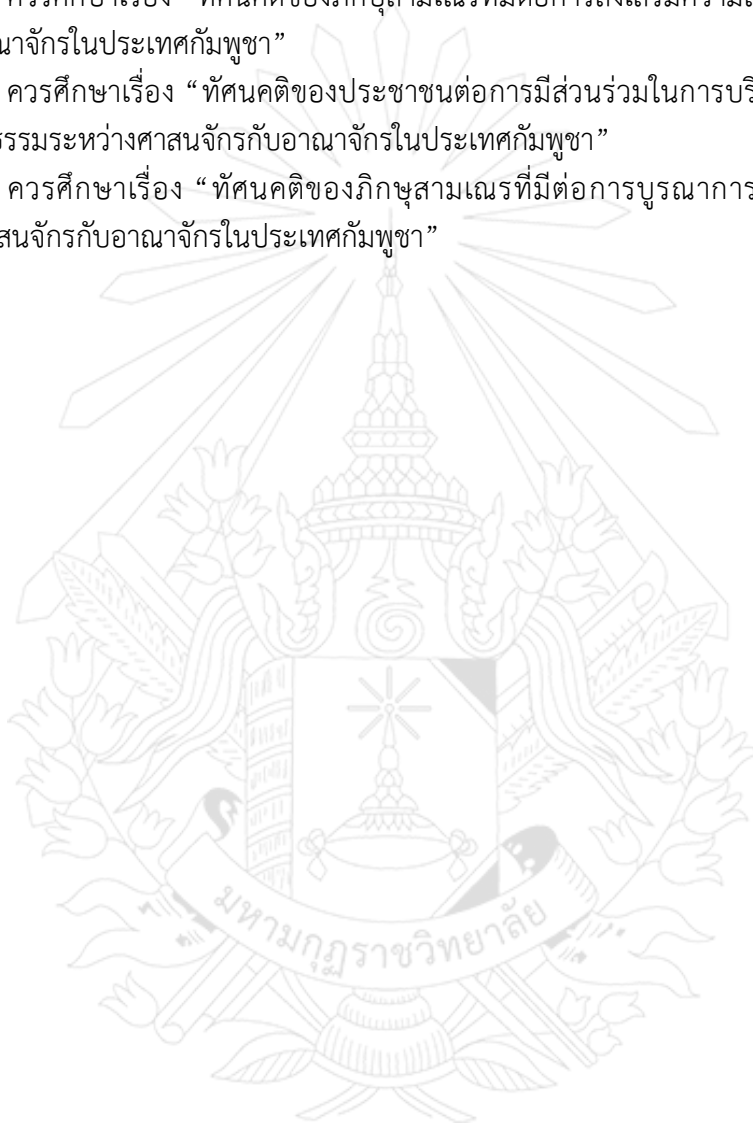 ณาจักรในประเทศกัมพูชา”
ควรศึกษาเรื่อง “ทัศนคติของประชาชนต่อการมีส่วนร่วมในการบริ
ธรรมระหว่างศาสนจักรกับอาณาจักรในประเทศกัมพูชา”
ควรศึกษาเรื่อง “ทัศนคติของภิกษุสามเณรที่มีต่อการบูรณาการ
สนจักรกับอาณาจักรในประเทศกัมพูชา”
มหามกุฏราชวิทยาลัย